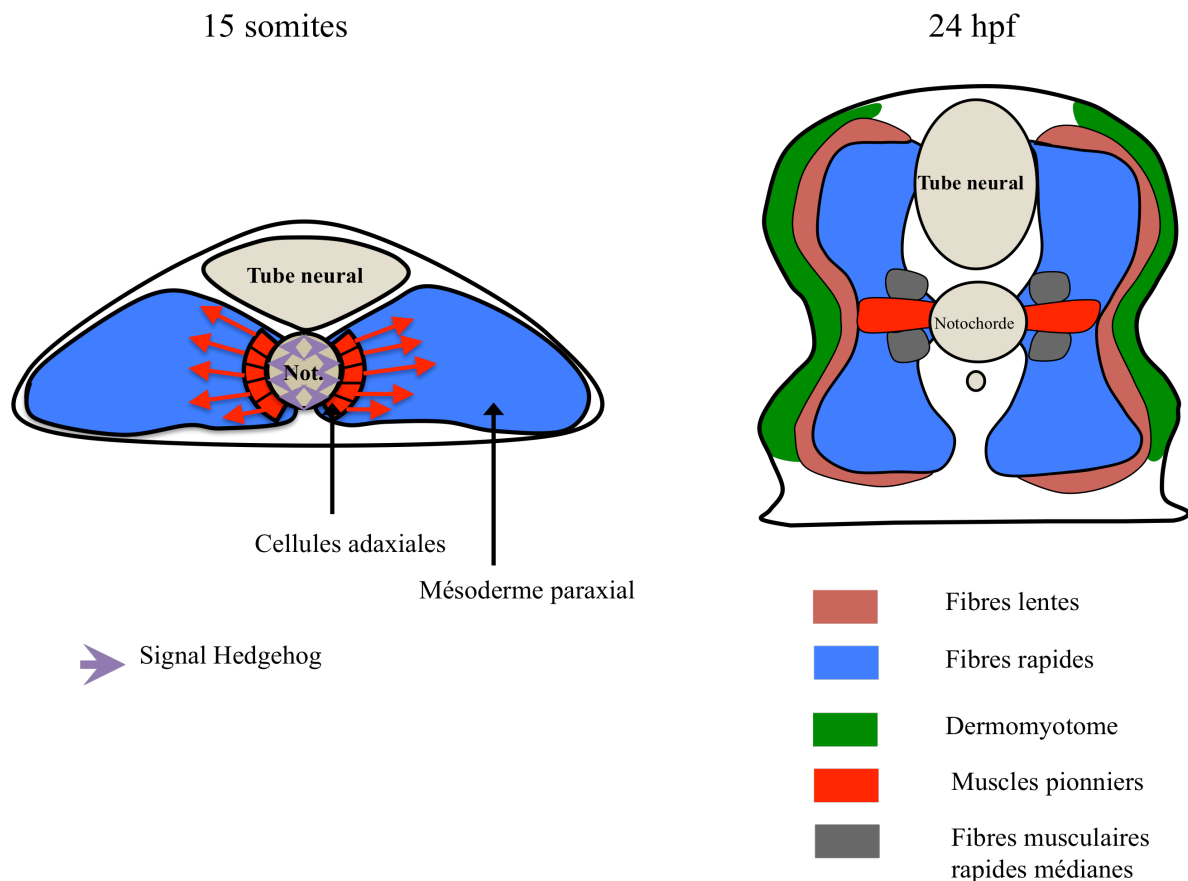 15 somites
24 hpf
Tube neural
Not.
Cellules adaxiales
Mésoderme paraxial
Signal Hedgehog
Tube neural
Notochorde
Fibres lentes
Fibres rapides
Dermomyotome
Muscles pionniers
Fibres musculaires
rapides médianes